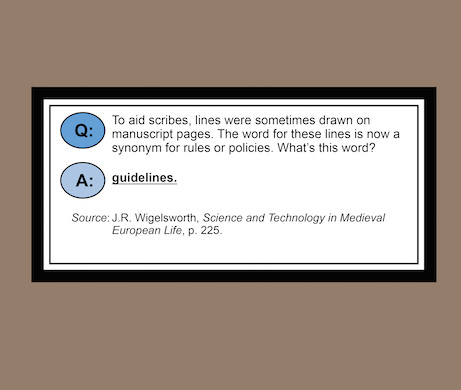 Q: To aid scribes, lines were sometimes drawn on
manuscript pages. The word for these lines is now a
synonym for rules or policies. What's this word?
A: guidelines.
Source: J.R. Wigelsworth, Science and Technology in Medieval
European Life, p. 225.